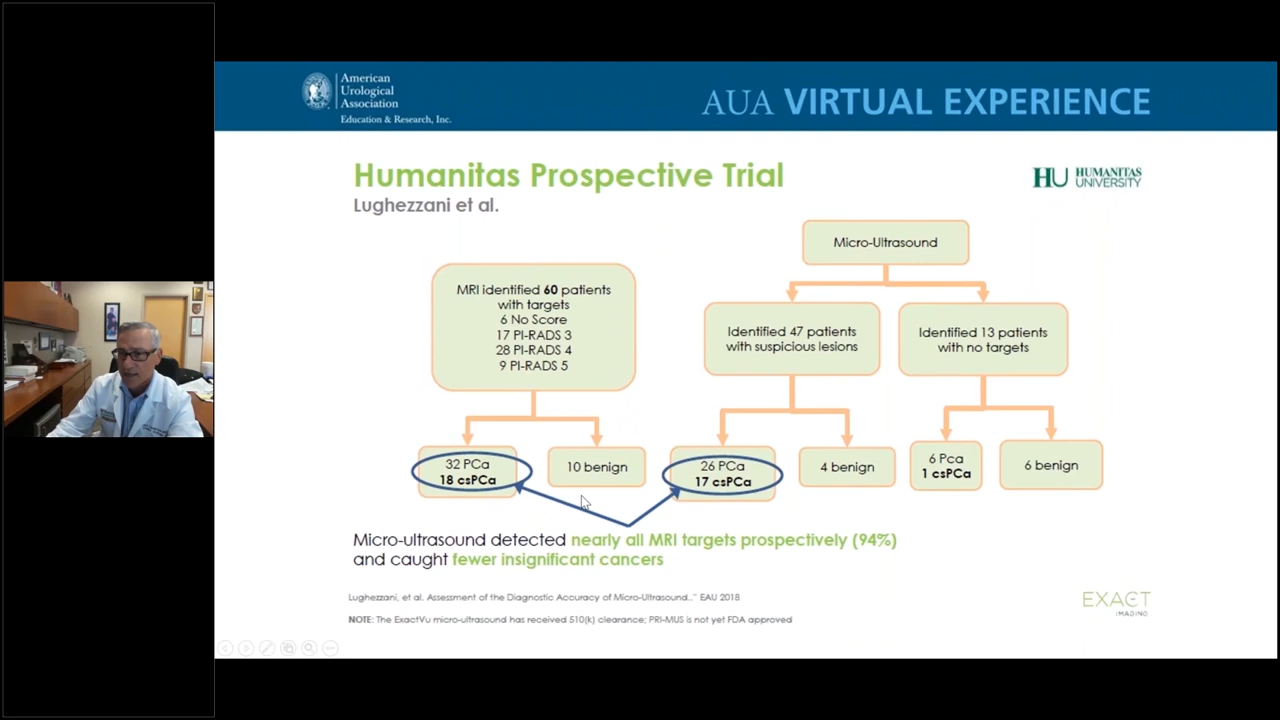 American
Urological
Association
Education & Research, Inc.
AUA VIRTUAL EXPERIENCE
Humanitas Prospective Trial
Lughezzani et al.
HU HUMANITAS
UNIVERSITY
Micro-Ultrasound
MRI identified 60 patients
with targets
6 No Score
17 PI-RADS 3
28 PI-RADS 4
9 PI-RADS 5
Identified 47 patients
with suspicious lesions
Identified 13 patients
with no targets
32 PCa
18 csPCa
10 benign
26 PCa
17 csPCa
4 benign
6 Pca
1 csPCa
6 benign
Micro-ultrasound detected nearly all MRI targets prospectively (94%)
and caught fewer insignificant cancers
Lughezzani, et al. Assessment of the Diagnostic Accuracy of Micro-Ultrasound.." EAU 2018
NOTE: The ExactVu micro-ultrasound has received 510(k) clearance; PRI-MUS is not yet FDA approved
EXACT
IMAGING